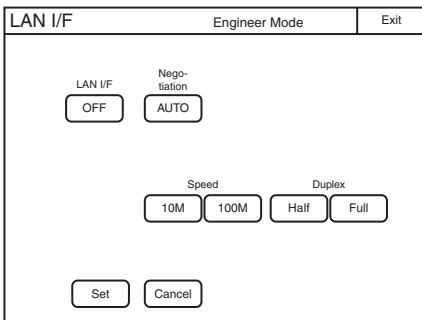 LAN I/F Engineer Mode Exit
LAN I/F
Nego-
tiation
OFF AUTO
Speed Duplex
10M 100M Half Full
Set Cancel